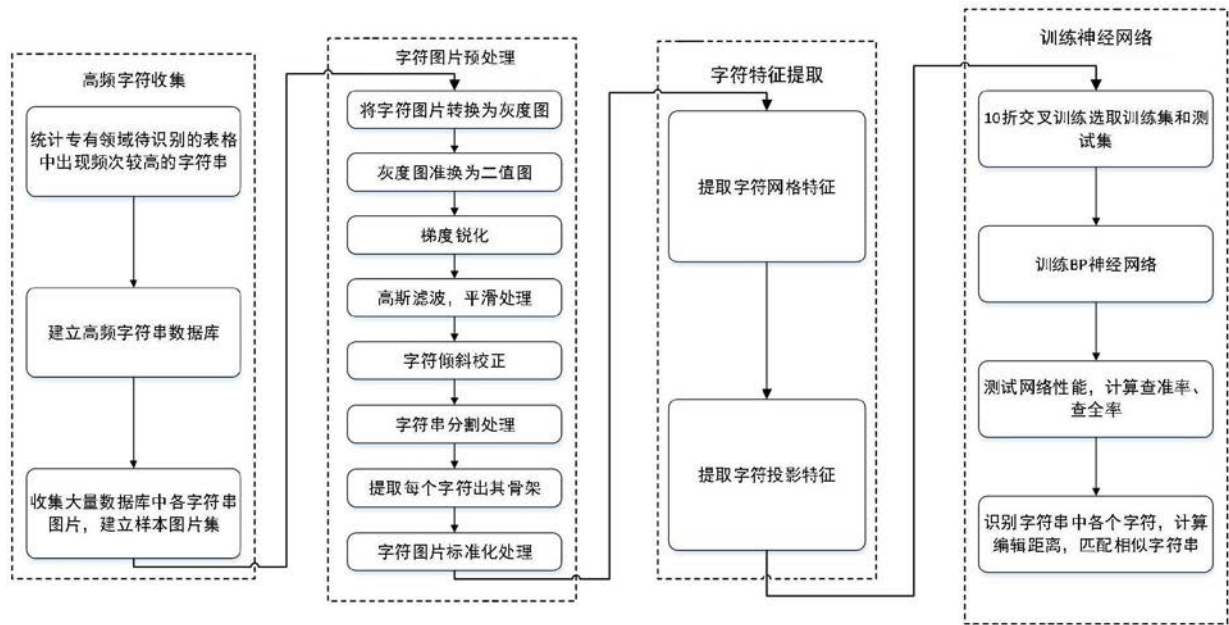 高频字符收集
统计专有领域待识别的表格
中出现频次较高的字符串
建立高频字符串数据库
收集大量数据库中各字符串
图片，建立样本图片集
字符图片预处理
将字符图片转换为灰度图
灰度图准换为二值图
梯度锐化
高斯滤波，平滑处理
字符倾斜校正
字符串分割处理
提取每个字符出其骨架
字符图片标准化处理
字符特征提取
提取字符网格特征
提取字符投影特征
训练神经网络
10折交叉训练选取训练集和测
试集
训练BP神经网络
测试网络性能，计算查准率、
查全率
识别字符串中各个字符，计算
编辑距离，匹配相似字符串